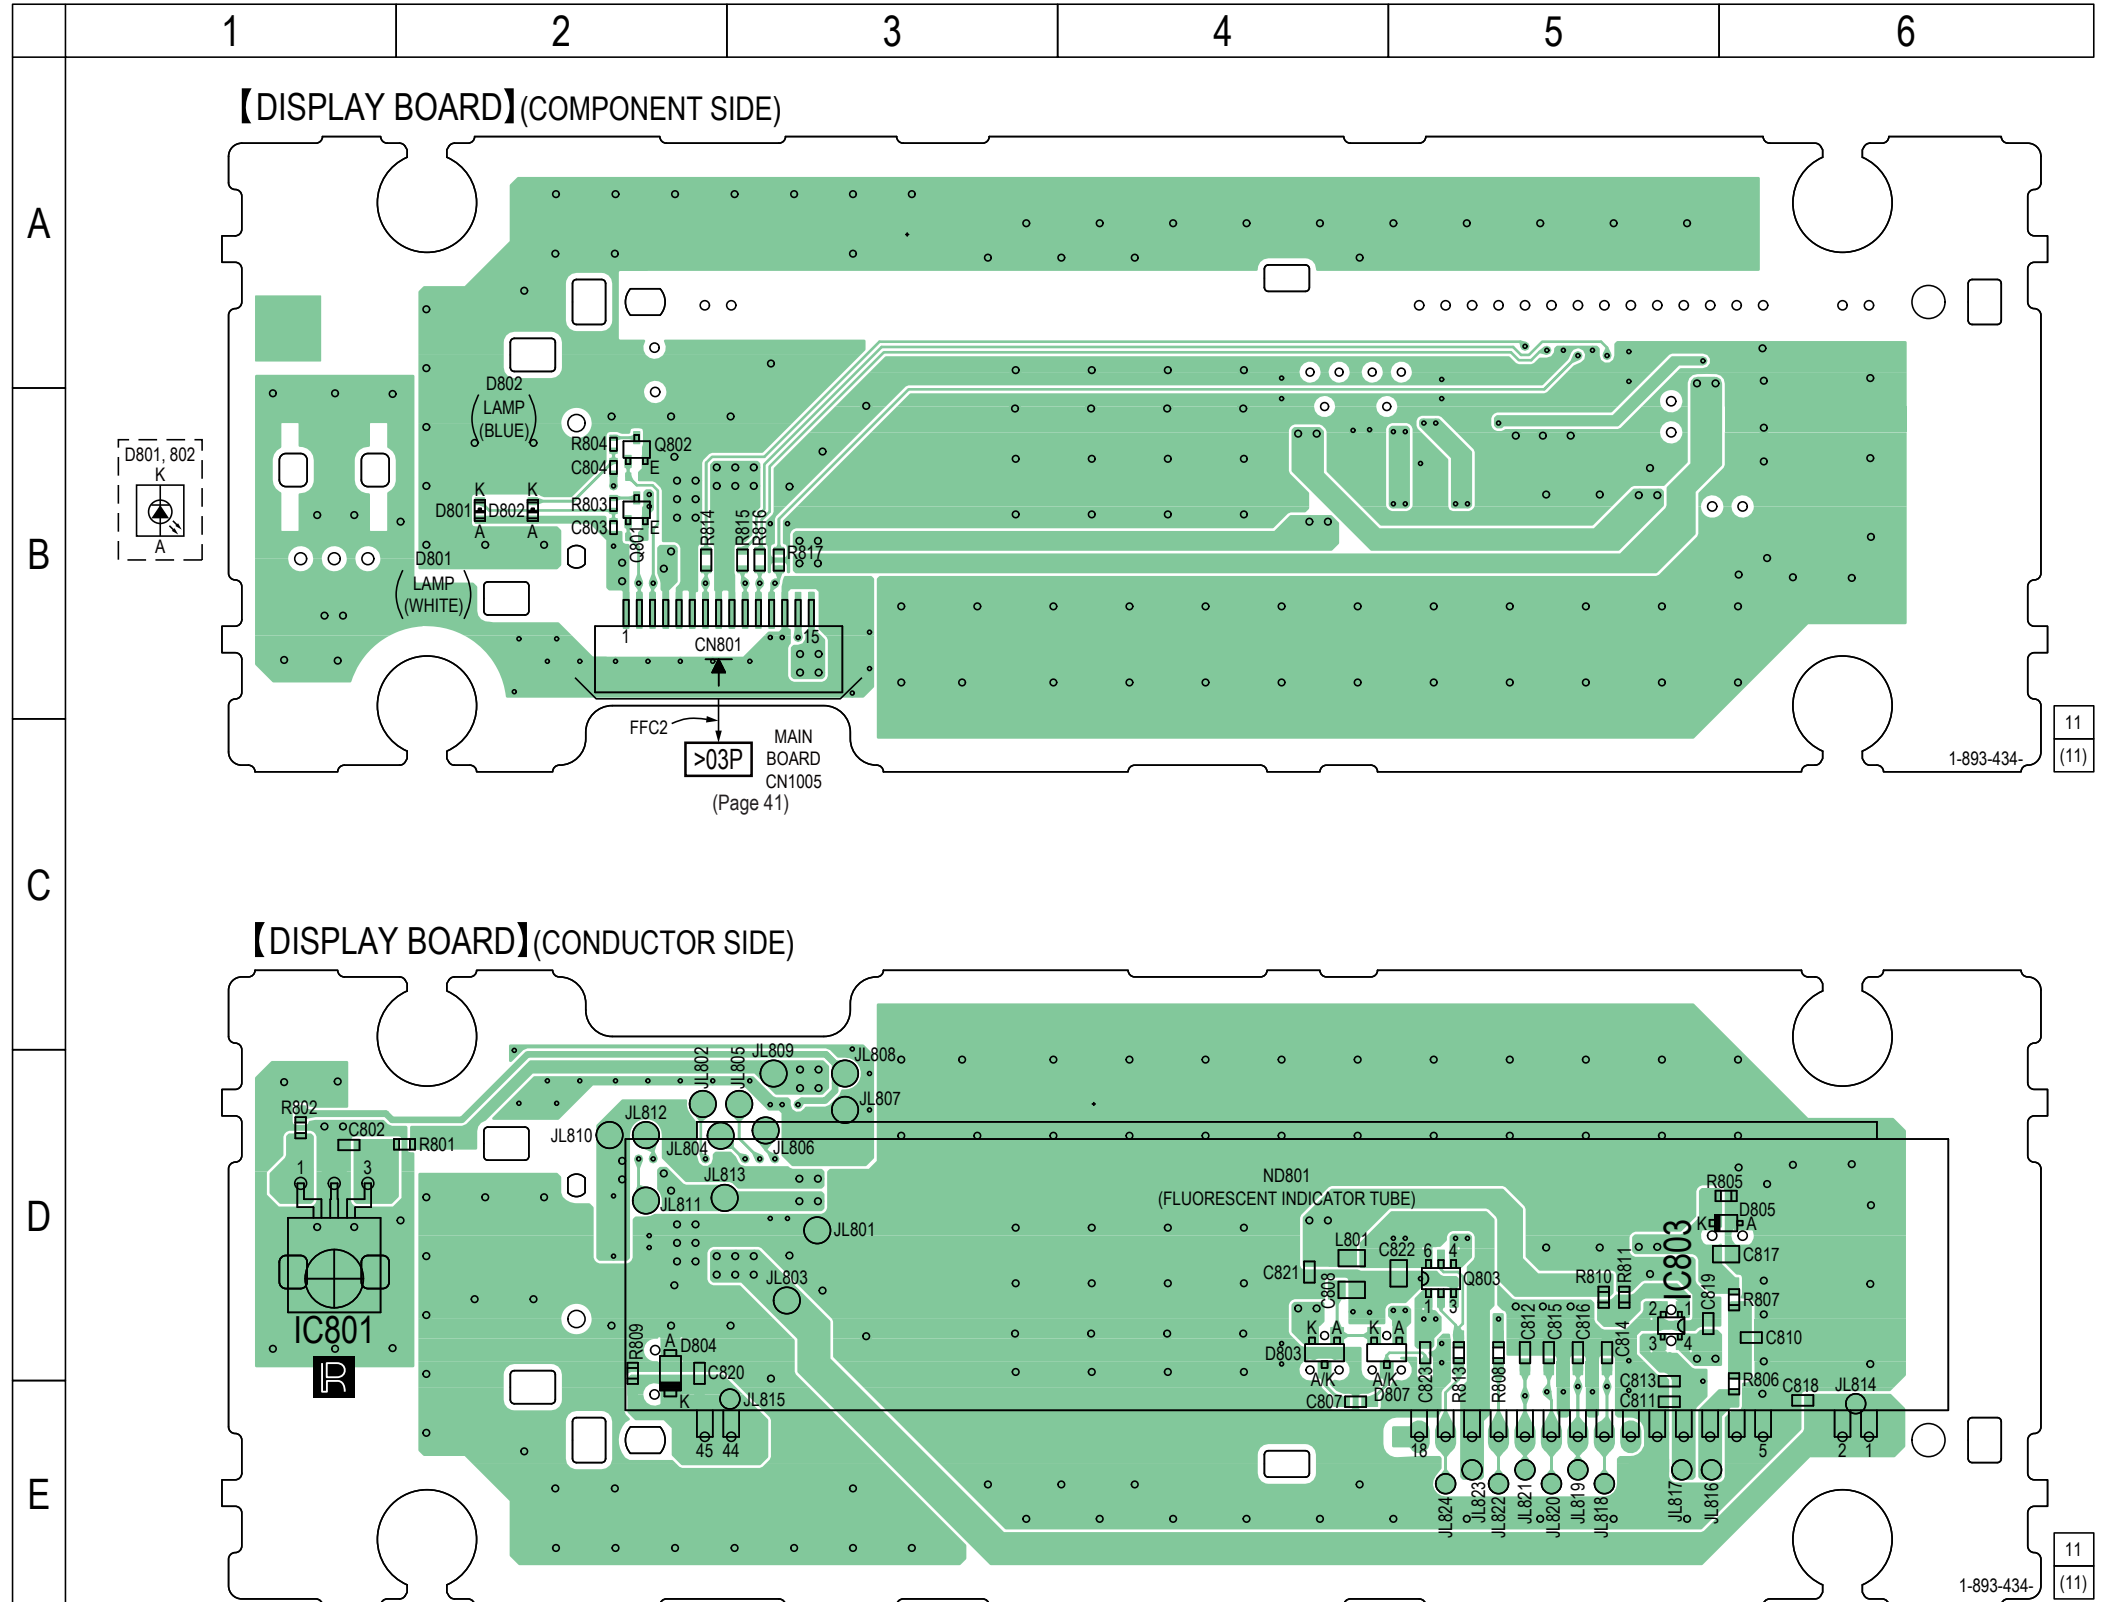 1 2 3 4 5 6
A
B
C
D
E
【DISPLAY BOARD】(COMPONENT SIDE)
D802
LAMP
(BLUE)
D801, 802
K
A
R804
Q802
C804
E
K
K
D801
D802
A
A
R803
C803
Q801
E
R814
R815
R816
R817
D801
LAMP
(WHITE)
1
15
CN801
FFC2
>03P
MAIN
BOARD
CN1005
(Page 41)
1-893-434-
11
(11)
【DISPLAY BOARD】(CONDUCTOR SIDE)
JL802
JL805
JL809
JL808
JL807
R802
C802
R801
JL812
JL810
JL804
JL806
1
3
JL813
JL811
JL801
JL803
ND801
(FLUORESCENT INDICATOR TUBE)
R805
D805
K
A
IC803
C817
L801
C822
6
4
C821
C808
Q803
1
3
R810
R811
C819
R807
2
1
3
4
C810
IC801
R
R809
A
D804
K
C820
JL815
K
A
D803
A/K
K
A
A/K
D807
C807
C823
R813
R808
C812
C815
C816
C814
C813
C811
R806
C818
JL814
45
44
18
5
2
1
JL824
JL823
JL822
JL821
JL820
JL819
JL818
JL817
JL816
1-893-434-
11
(11)